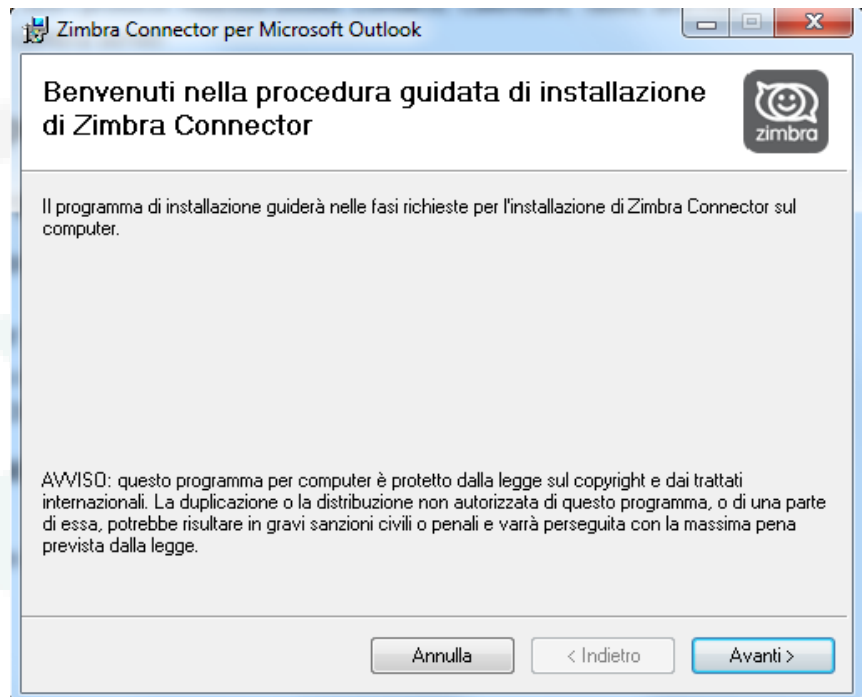 Zimbra Connector per Microsoft Outlook
Benvenuti nella procedura guidata di installazione
di Zimbra Connector
zimbra
Il programma di installazione guiderà nelle fasi richieste per l'installazione di Zimbra Connector sul
computer.
AVVISO: questo programma per computer è protetto dalla legge sul copyright e dai trattati
internazionali. La duplicazione o la distribuzione non autorizzata di questo programma, o di una parte
di essa, potrebbe risultare in gravi sanzioni civili o penali e varrà perseguita con la massima pena
prevista dalla legge.
Annulla
< Indietro
Avanti >